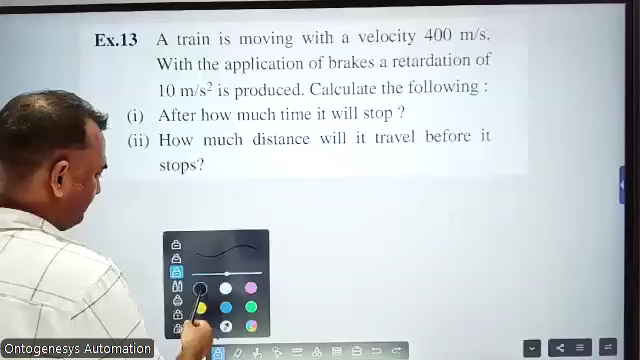 Ex.13 A train is moving with a velocity 400 m/s.
With the application of brakes a retardation of
10 m/s² is produced. Calculate the following :
(i) After how much time it will stop ?
(ii) How much distance will it travel before it
stops?
Ontogenesys Automation